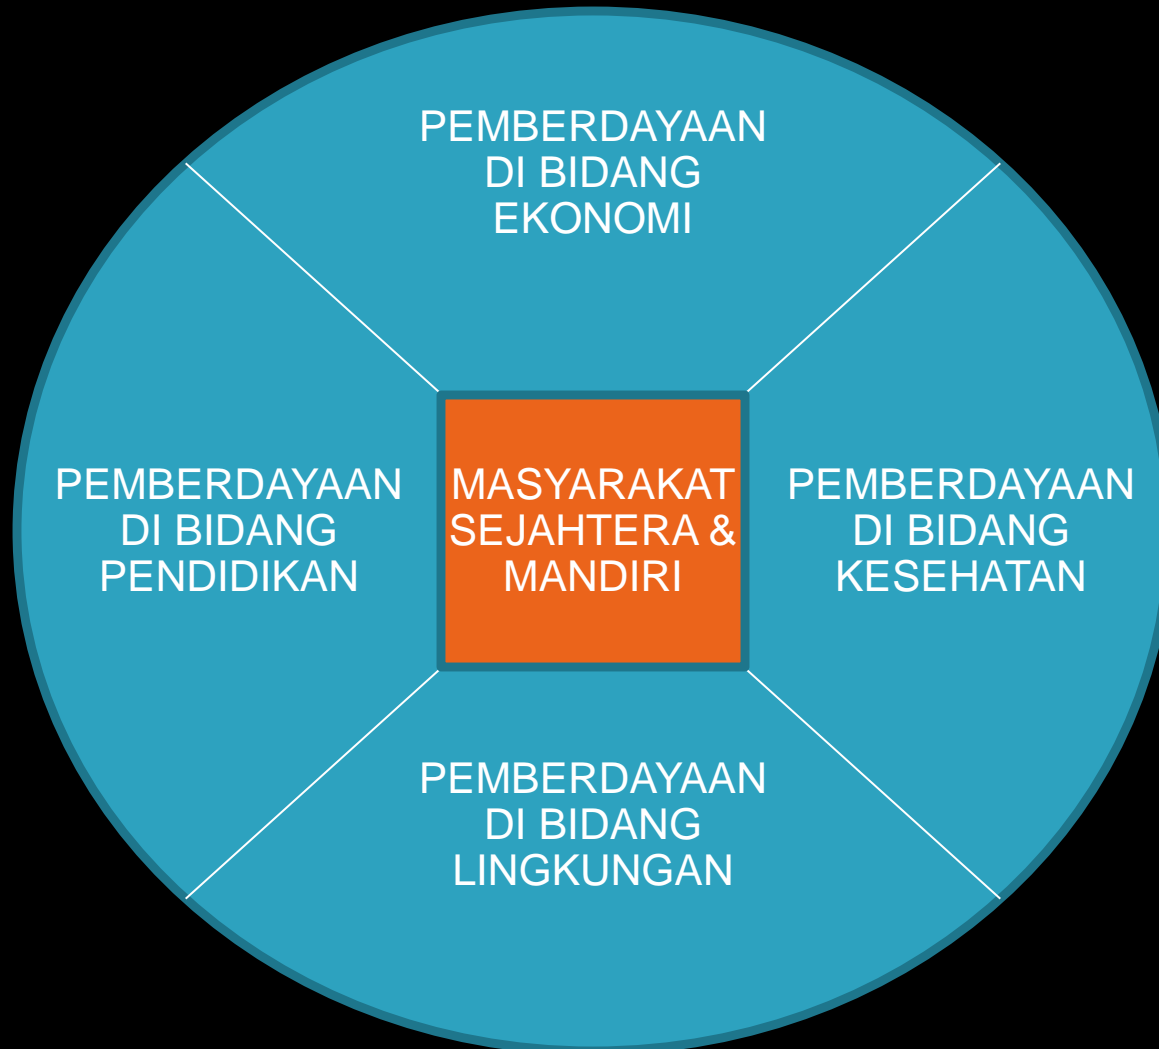 PEMBERDAYAAN
DI BIDANG
EKONOMI
PEMBERDAYAAN
DI BIDANG
PENDIDIKAN
MASYARAKAT
SEJAHTERA &
MANDIRI
PEMBERDAYAAN
DI BIDANG
KESEHATAN
PEMBERDAYAAN
DI BIDANG
LINGKUNGAN